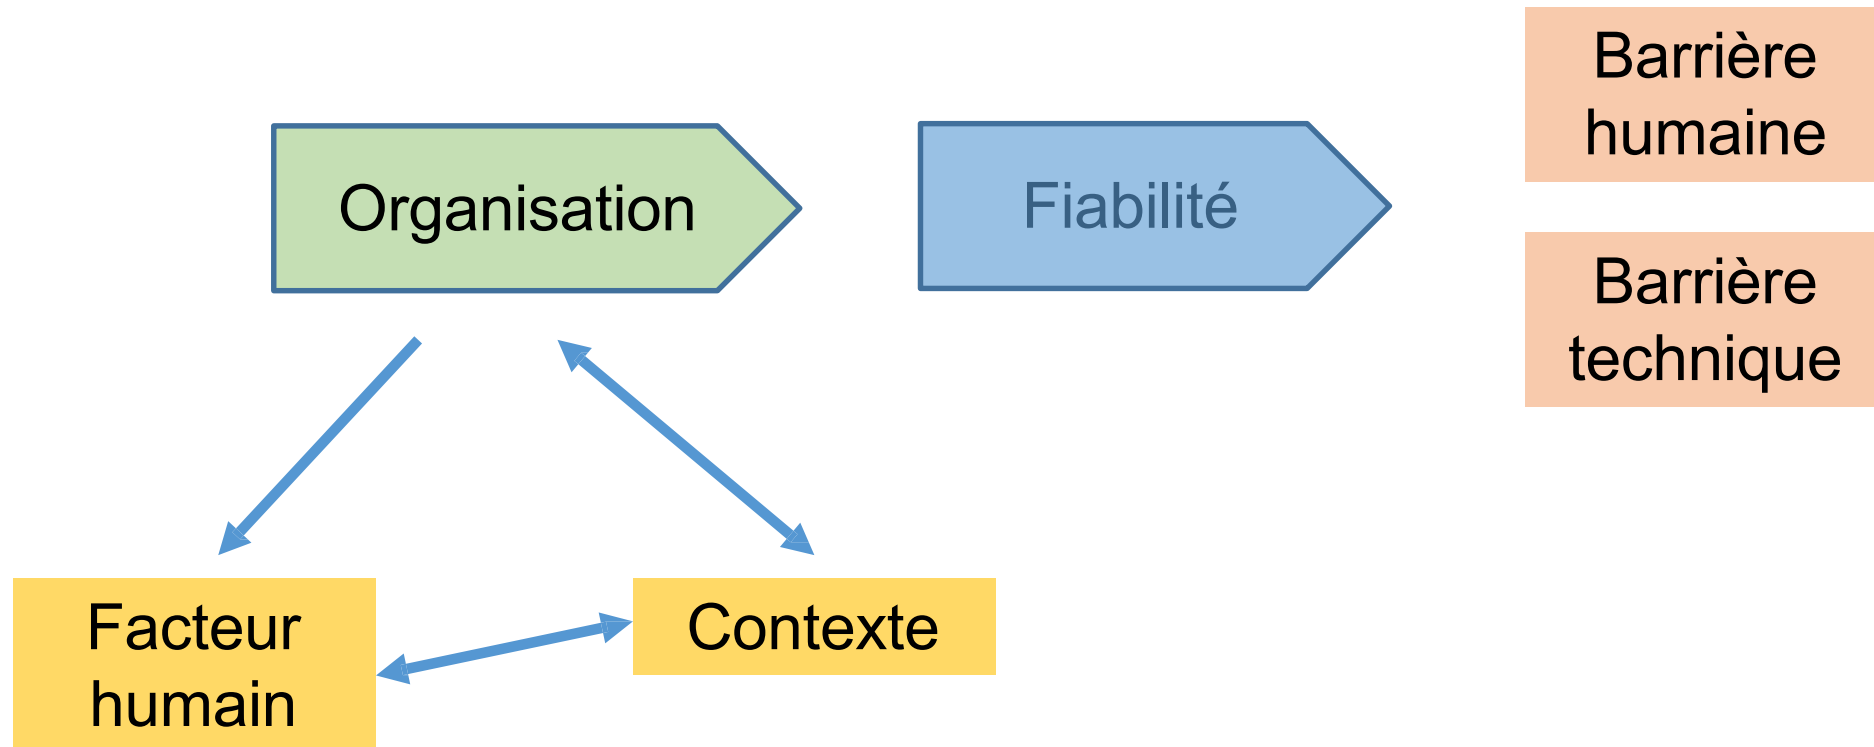 Organisation
Fiabilité
Barrière
humaine
Barrière
technique
Facteur
humain
Contexte